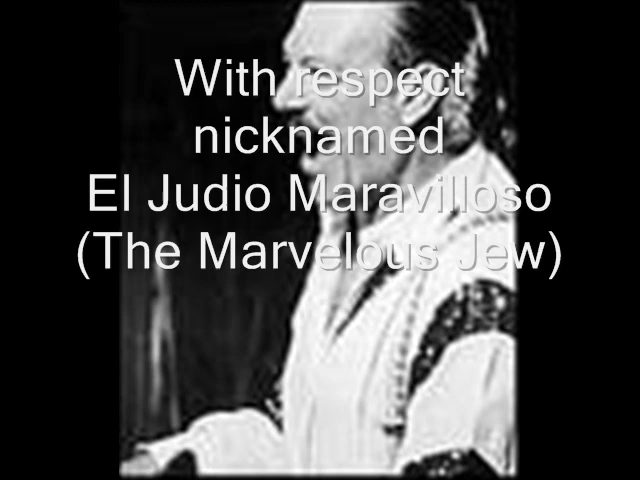 With respect
nicknamed
El Judio Maravilloso
(The Marvelous Jew)